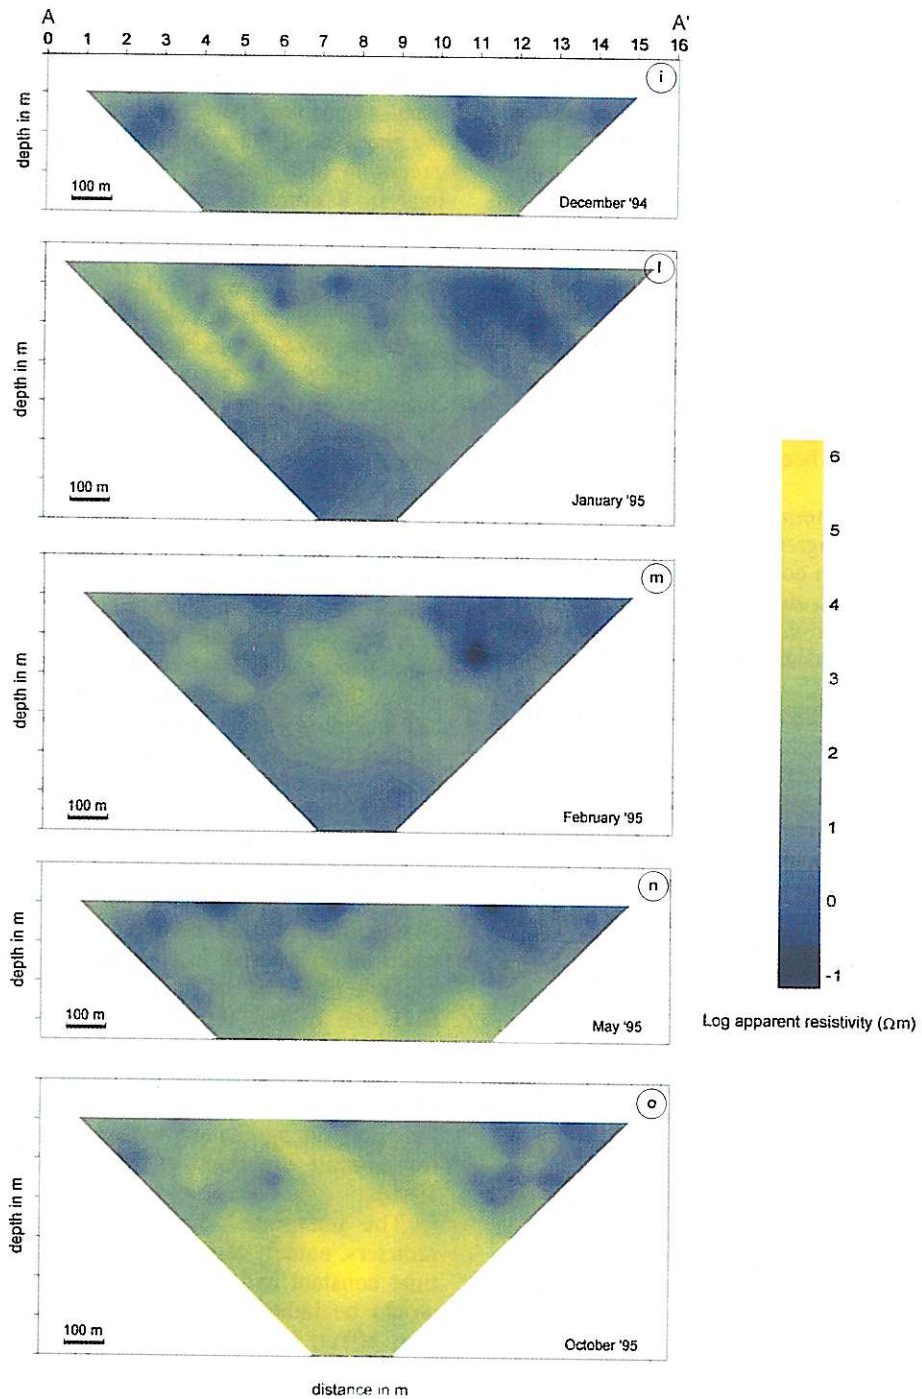 A
A'
0 1 2 3 4 5 6 7 8 9 10 11 12 13 14 15 16
i
depth in m
100 m
December '94
l
depth in m
100 m
January '95
m
depth in m
100 m
February '95
n
depth in m
100 m
May '95
o
depth in m
100 m
October '95
distance in m
6
5
4
3
2
1
0
-1
Log apparent resistivity (Ωm)